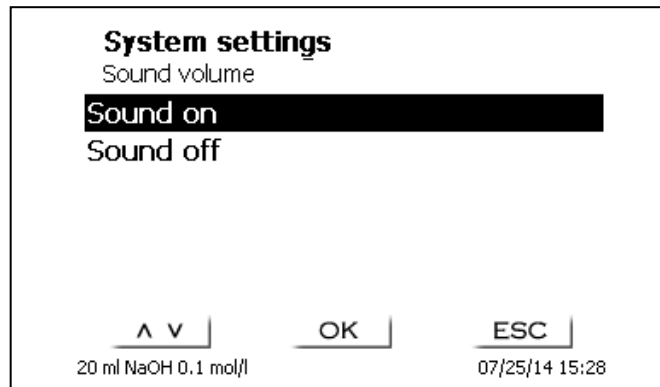 System settings
Sound volume
Sound on
Sound off
∧ ∨ OK ESC
20 ml NaOH 0.1 mol/l 07/25/14 15:28